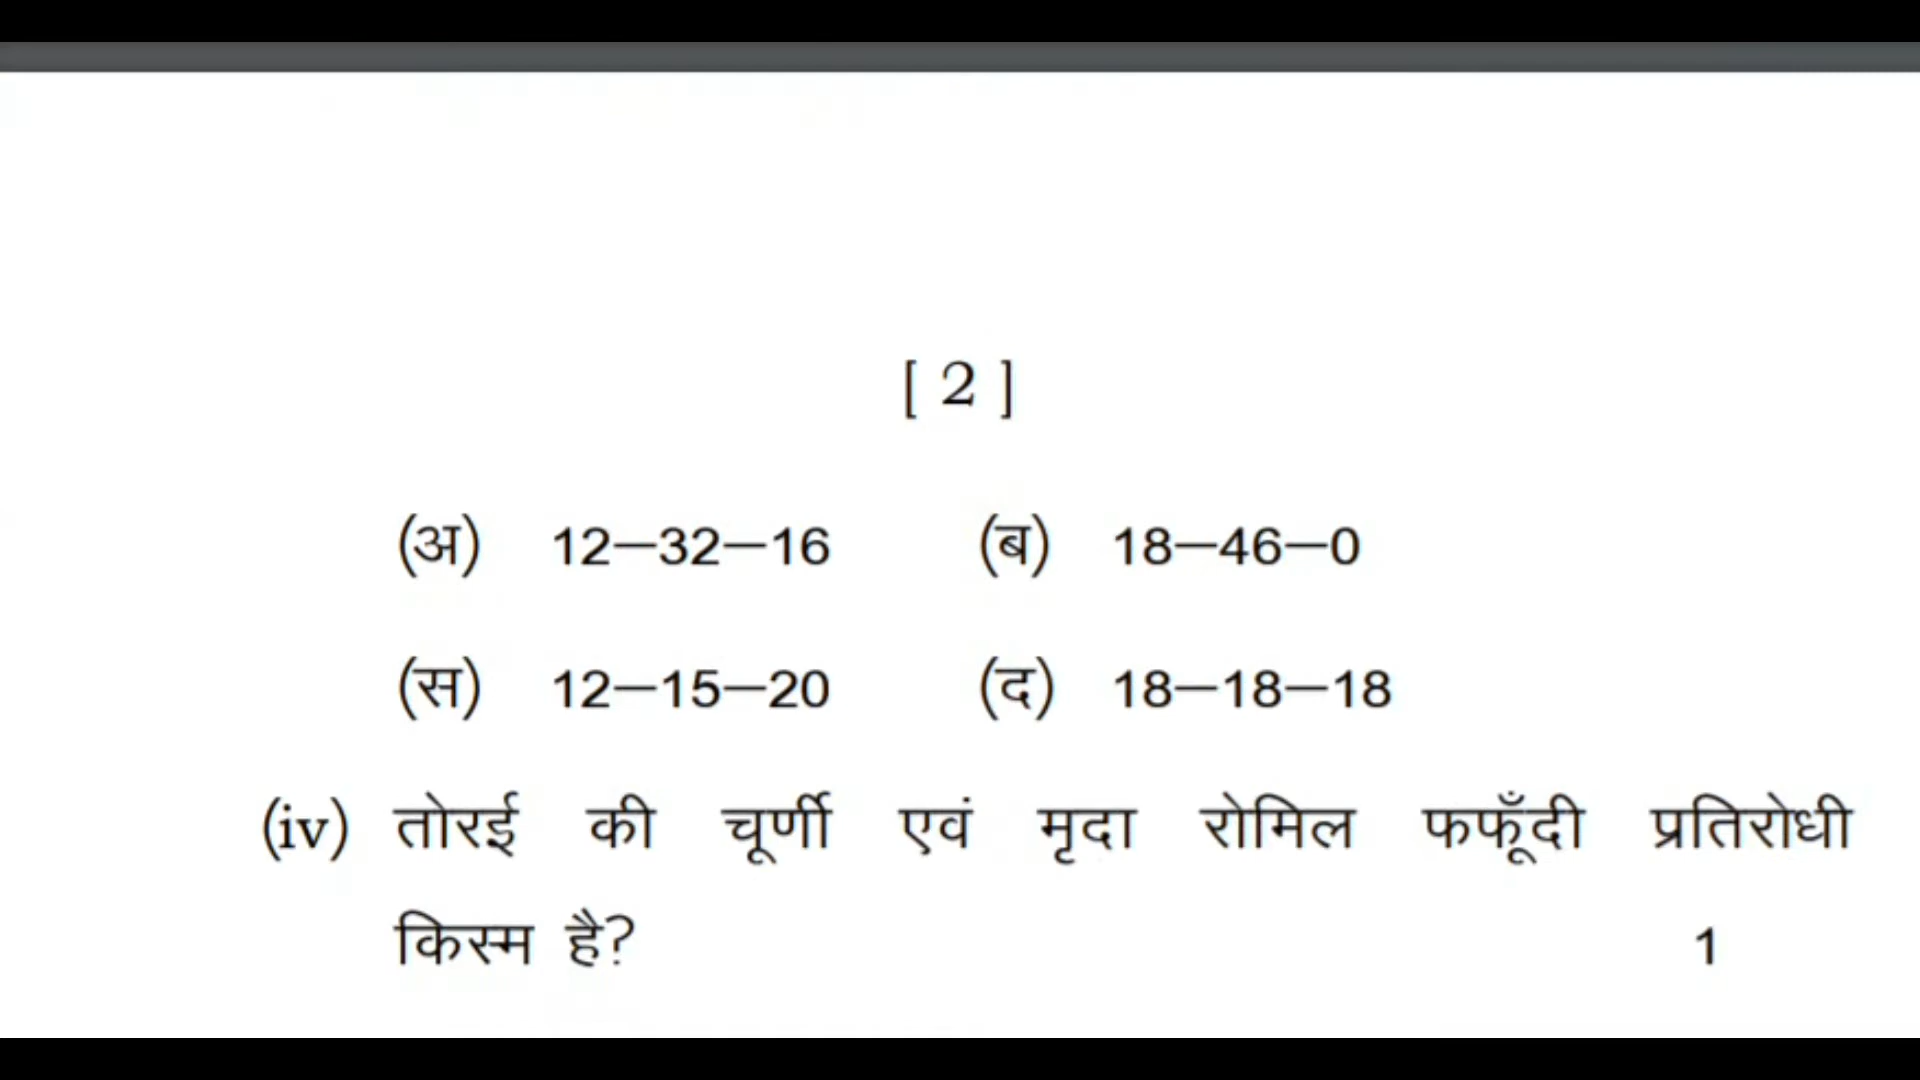 [ 2 ]
(अ) 12–32–16 (ब) 18–46–0
(स) 12–15–20 (द) 18–18–18
(iv) तोरई की चूर्णी एवं मृदा रोमिल फफूँदी प्रतिरोधी
किस्म है? 1